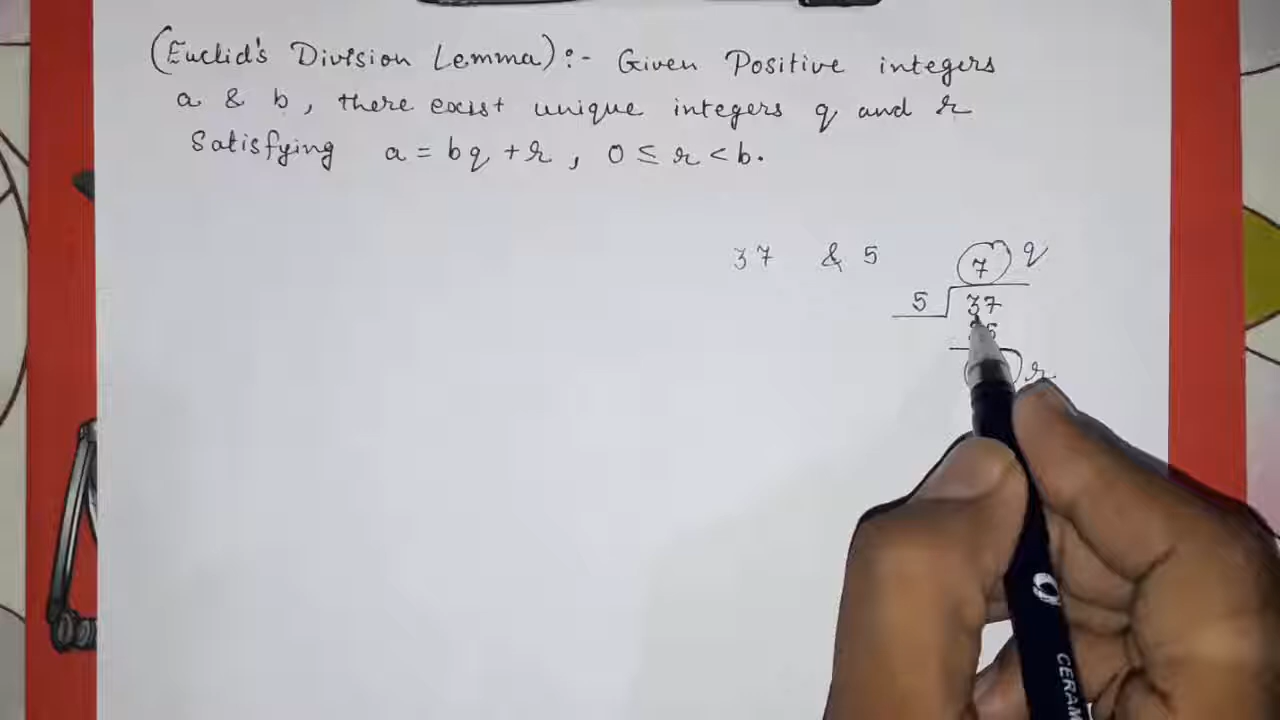 (Euclid's Division Lemma):- Given Positive integers
a & b, there exist unique integers q and r
Satisfying a = bq + r, 0 ≤ r < b.
37 & 5
7 q
5 37
r